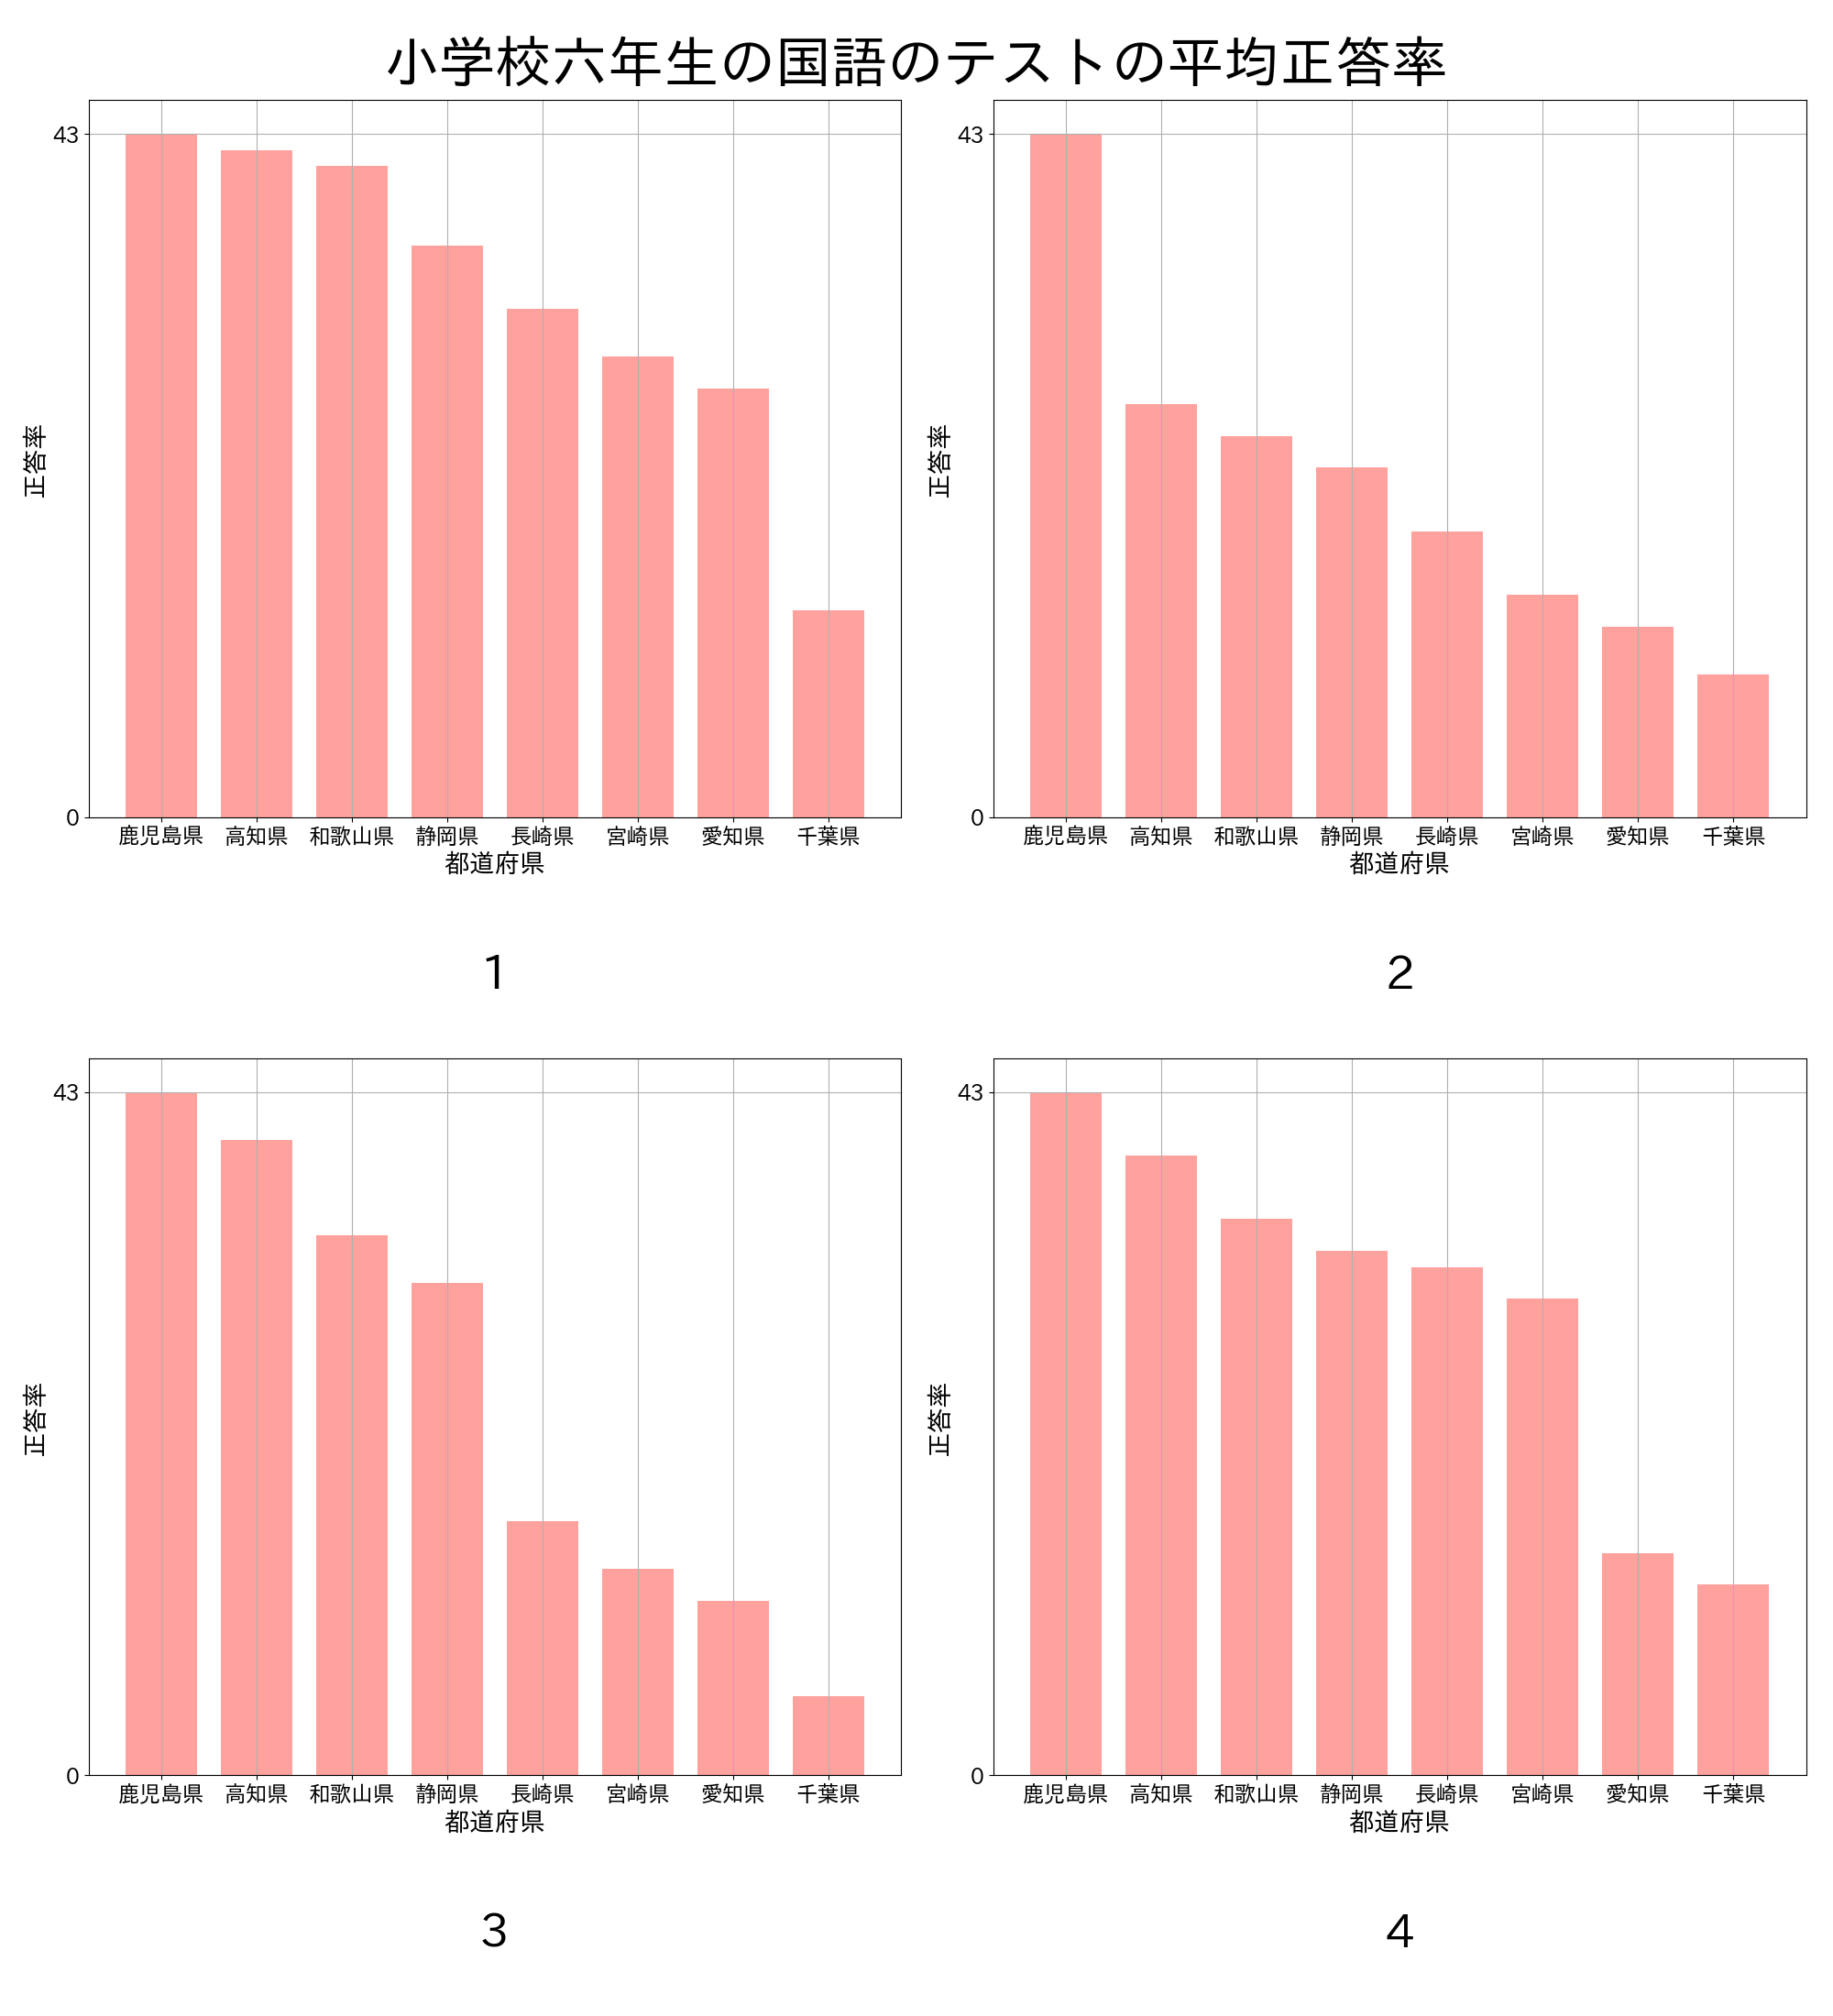 小学校六年生の国語のテストの平均正答率
43
正答率
0
鹿児島県 高知県 和歌山県 静岡県 長崎県 宮崎県 愛知県 千葉県
都道府県
1
43
正答率
0
鹿児島県 高知県 和歌山県 静岡県 長崎県 宮崎県 愛知県 千葉県
都道府県
2
43
正答率
0
鹿児島県 高知県 和歌山県 静岡県 長崎県 宮崎県 愛知県 千葉県
都道府県
3
43
正答率
0
鹿児島県 高知県 和歌山県 静岡県 長崎県 宮崎県 愛知県 千葉県
都道府県
4